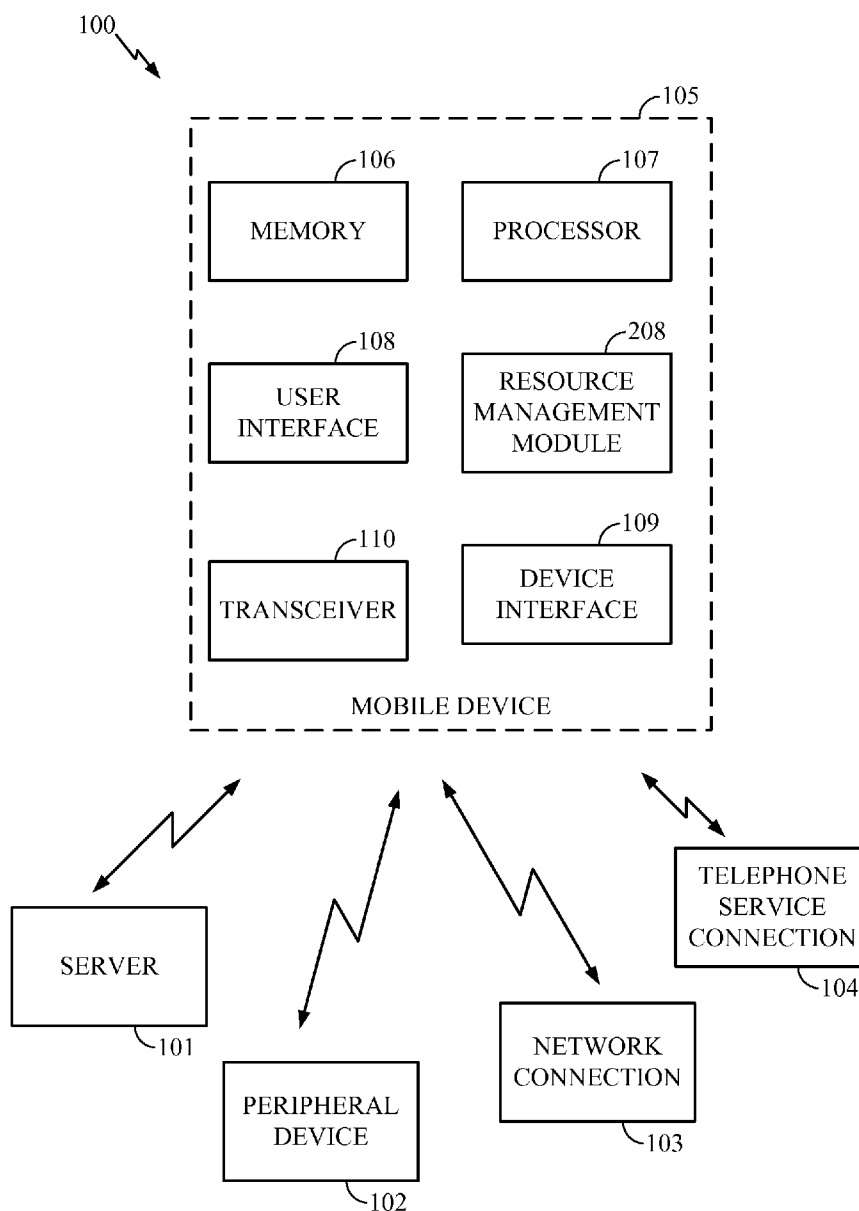 100
105
106
107
MEMORY
PROCESSOR
108
208
USER
INTERFACE
RESOURCE
MANAGEMENT
MODULE
110
109
TRANSCEIVER
DEVICE
INTERFACE
MOBILE DEVICE
SERVER
101
PERIPHERAL
DEVICE
102
NETWORK
CONNECTION
103
TELEPHONE
SERVICE
CONNECTION
104